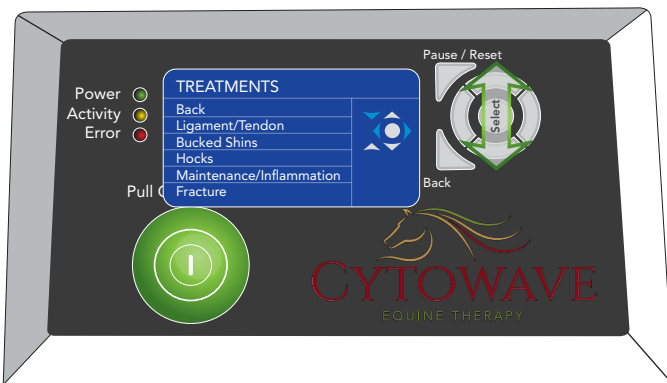 Pause / Reset
Power
Activity
Error
TREATMENTS
Back
Ligament/Tendon
Bucked Shins
Hocks
Maintenance/Inflammation
Fracture
Select
Back
Pull
CYTOWAVE
EQUINE THERAPY